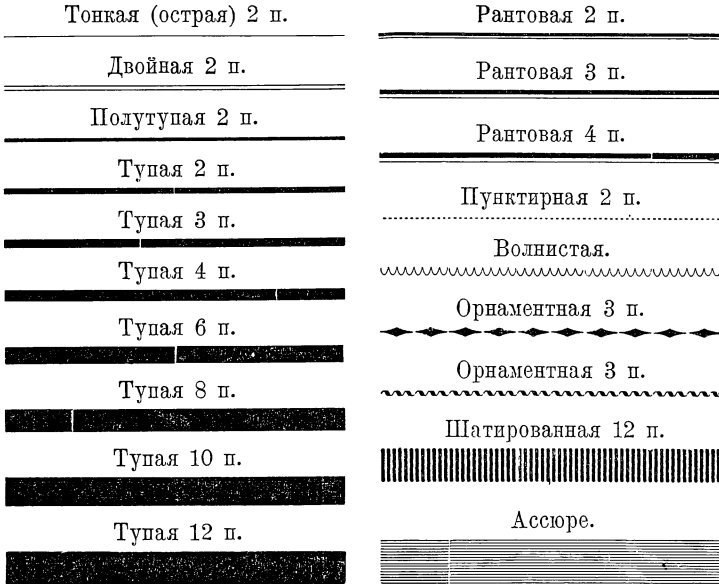 Тонкая (острая) 2 п.
Двойная 2 п.
Полутупая 2 п.
Тупая 2 п.
Тупая 3 п.
Тупая 4 п.
Тупая 6 п.
Тупая 8 п.
Тупая 10 п.
Тупая 12 п.
Рантовая 2 п.
Рантовая 3 п.
Рантовая 4 п.
Пунктирная 2 п.
Волнистая.
Орнаментная 3 п.
Орнаментная 3 п.
Шатированная 12 п.
Ассюре.